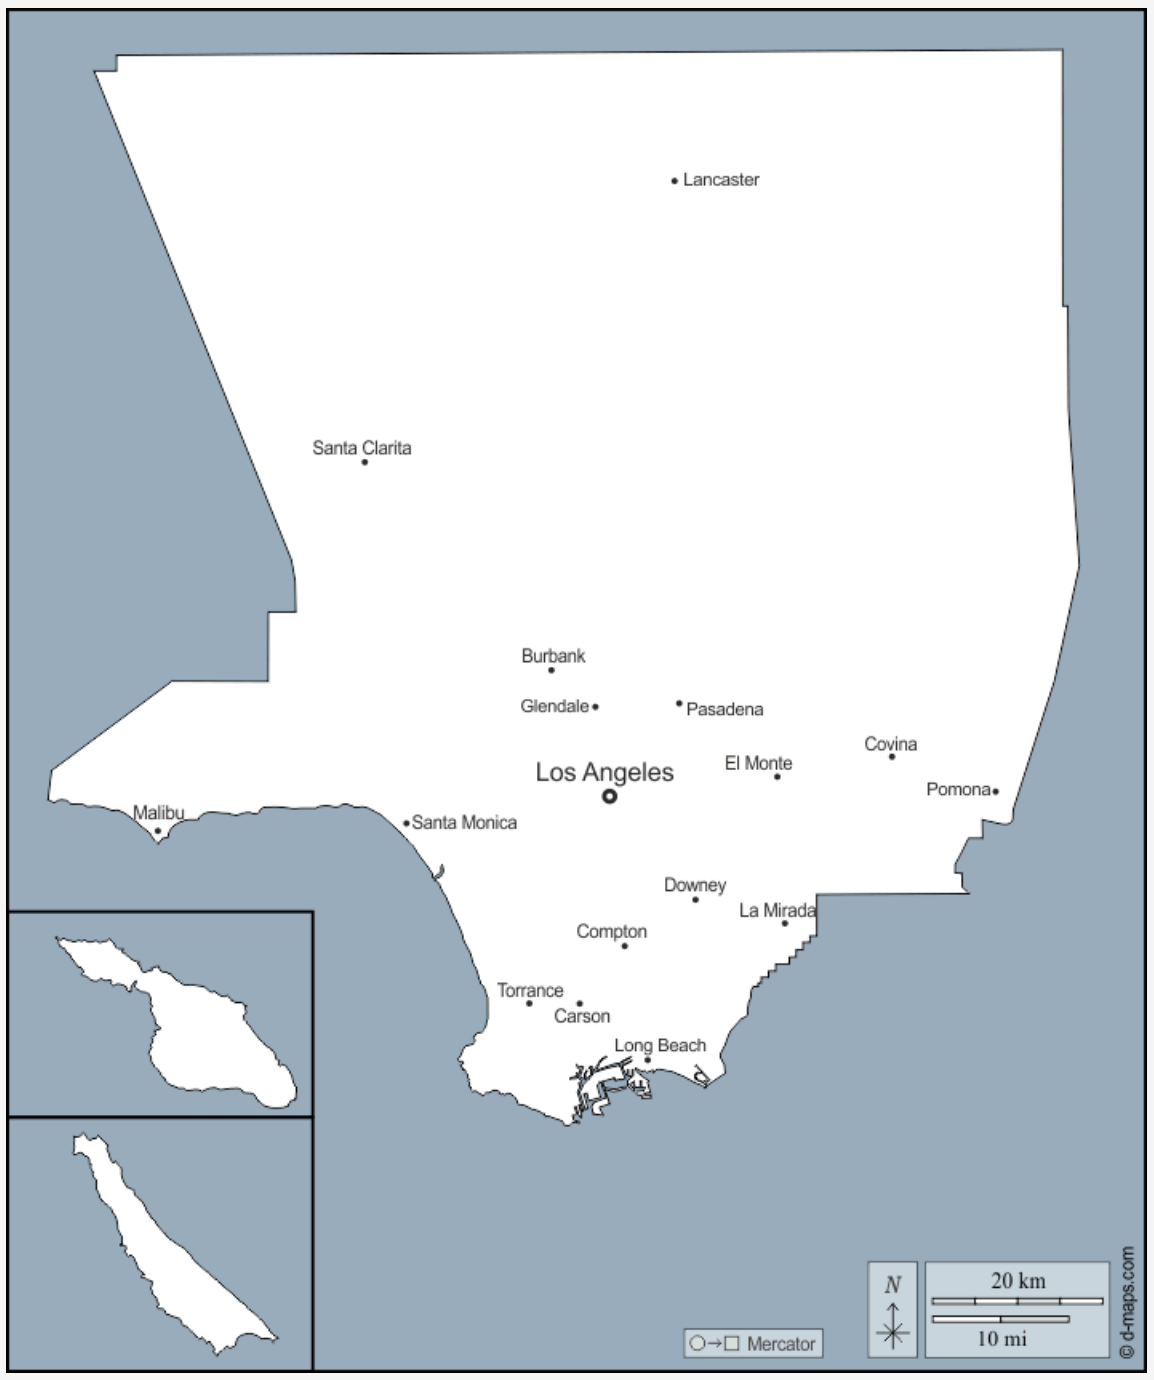 Lancaster
Santa Clarita
Burbank
Glendale
Pasadena
Covina
El Monte
Los Angeles
Pomona
Malibu
Santa Monica
Downey
La Mirada
Compton
Torrance
Carson
Long Beach
N
20 km
10 mi
Mercator
© d-maps.com